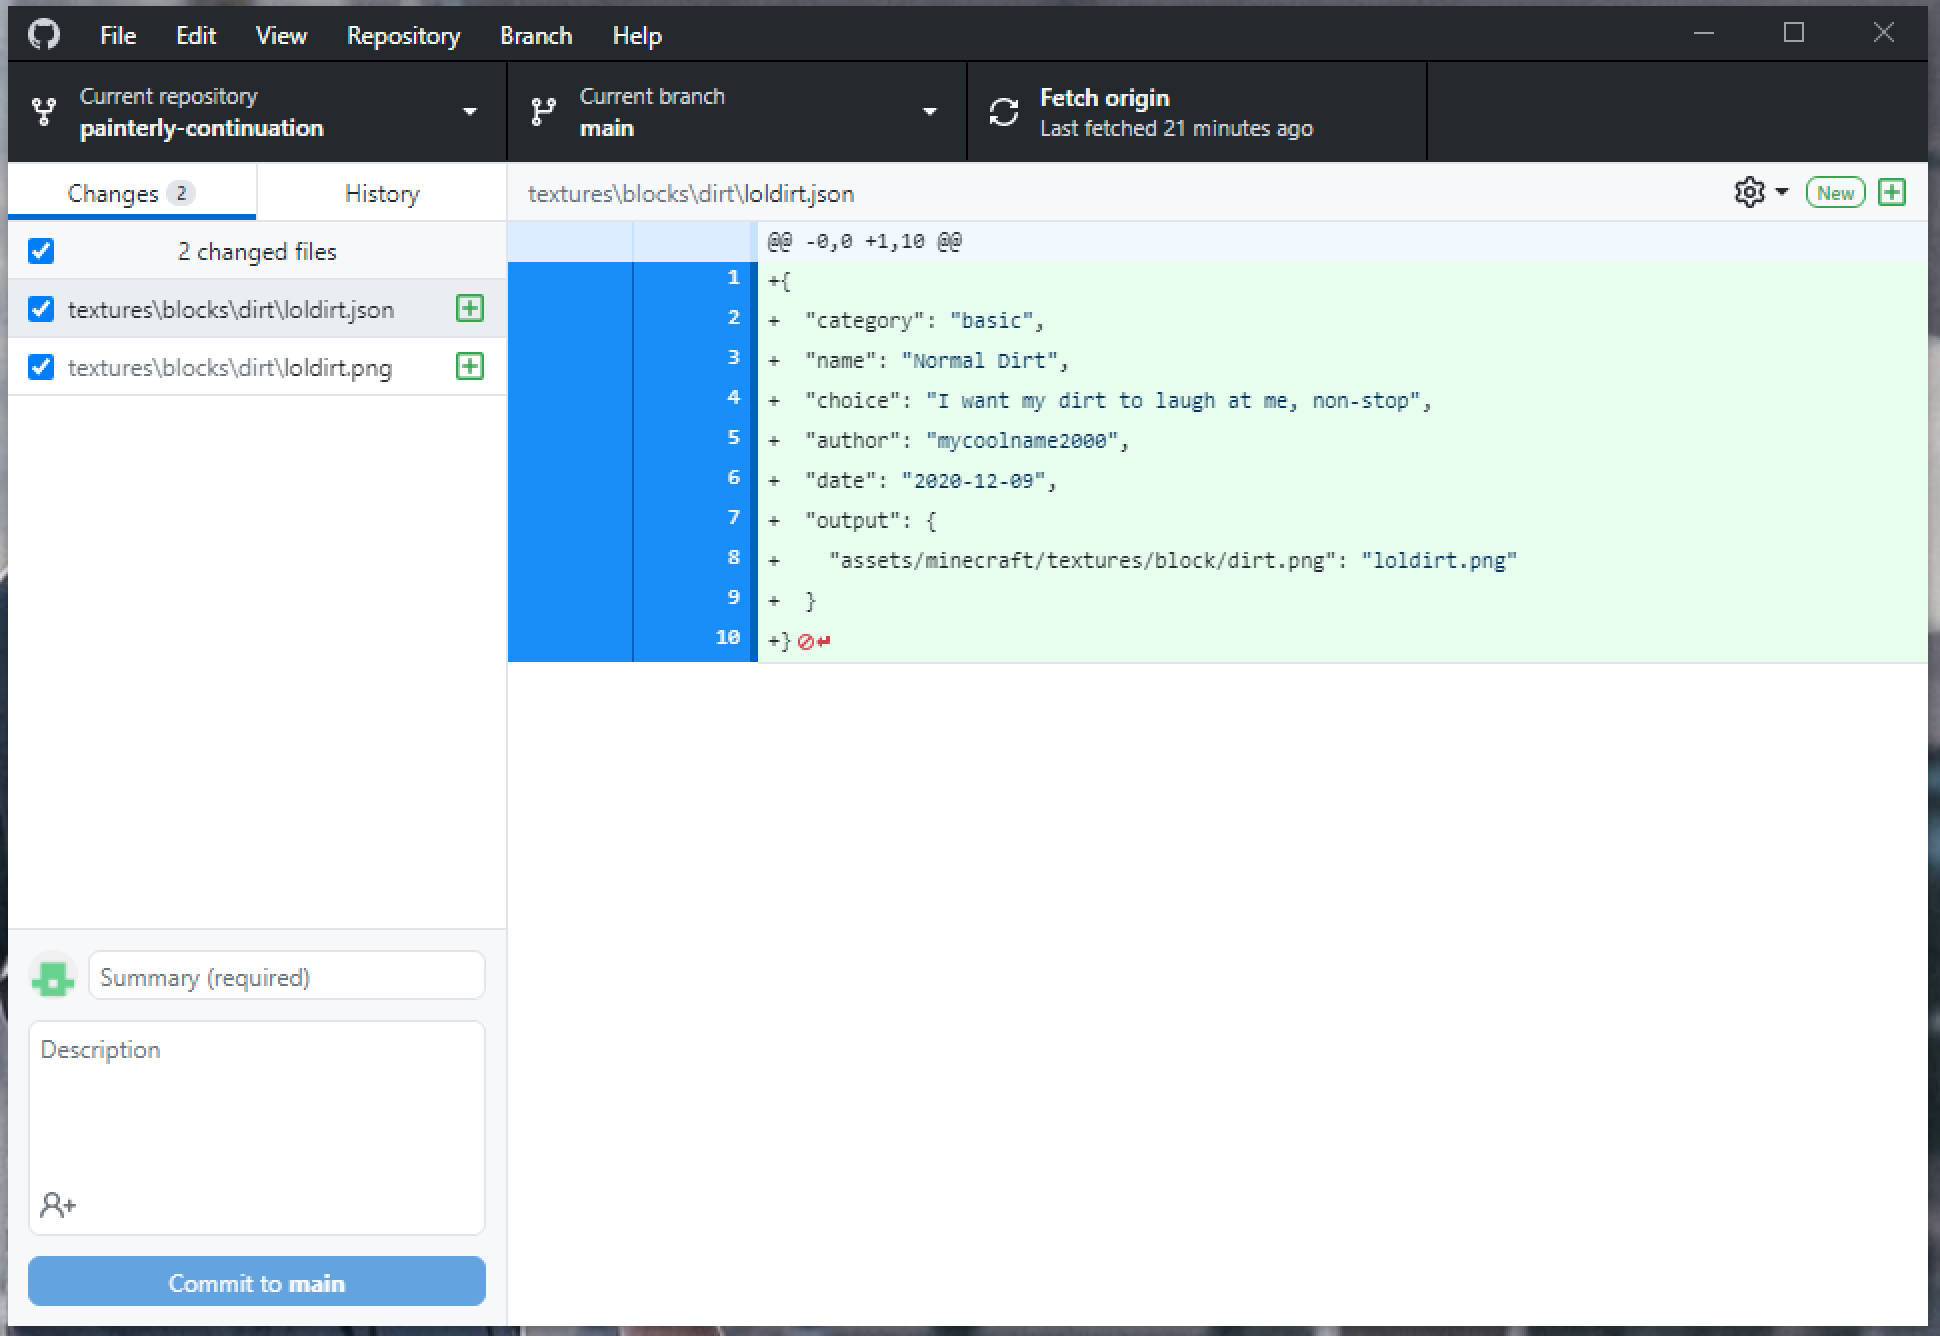 File Edit View Repository Branch Help
Current repository
painterly-continuation
Current branch
main
Fetch origin
Last fetched 21 minutes ago
Changes 2
History
2 changed files
textures\blocks\dirt\loldirt.json
textures\blocks\dirt\loldirt.png
Summary (required)
Description
Commit to main
textures\blocks\dirt\loldirt.json
New
@@ -0,0 +1,10 @@
1 +{
2 +  "category": "basic",
3 +  "name": "Normal Dirt",
4 +  "choice": "I want my dirt to laugh at me, non-stop",
5 +  "author": "mycoolname2000",
6 +  "date": "2020-12-09",
7 +  "output": {
8 +    "assets/minecraft/textures/block/dirt.png": "loldirt.png"
9 +  }
10 +}